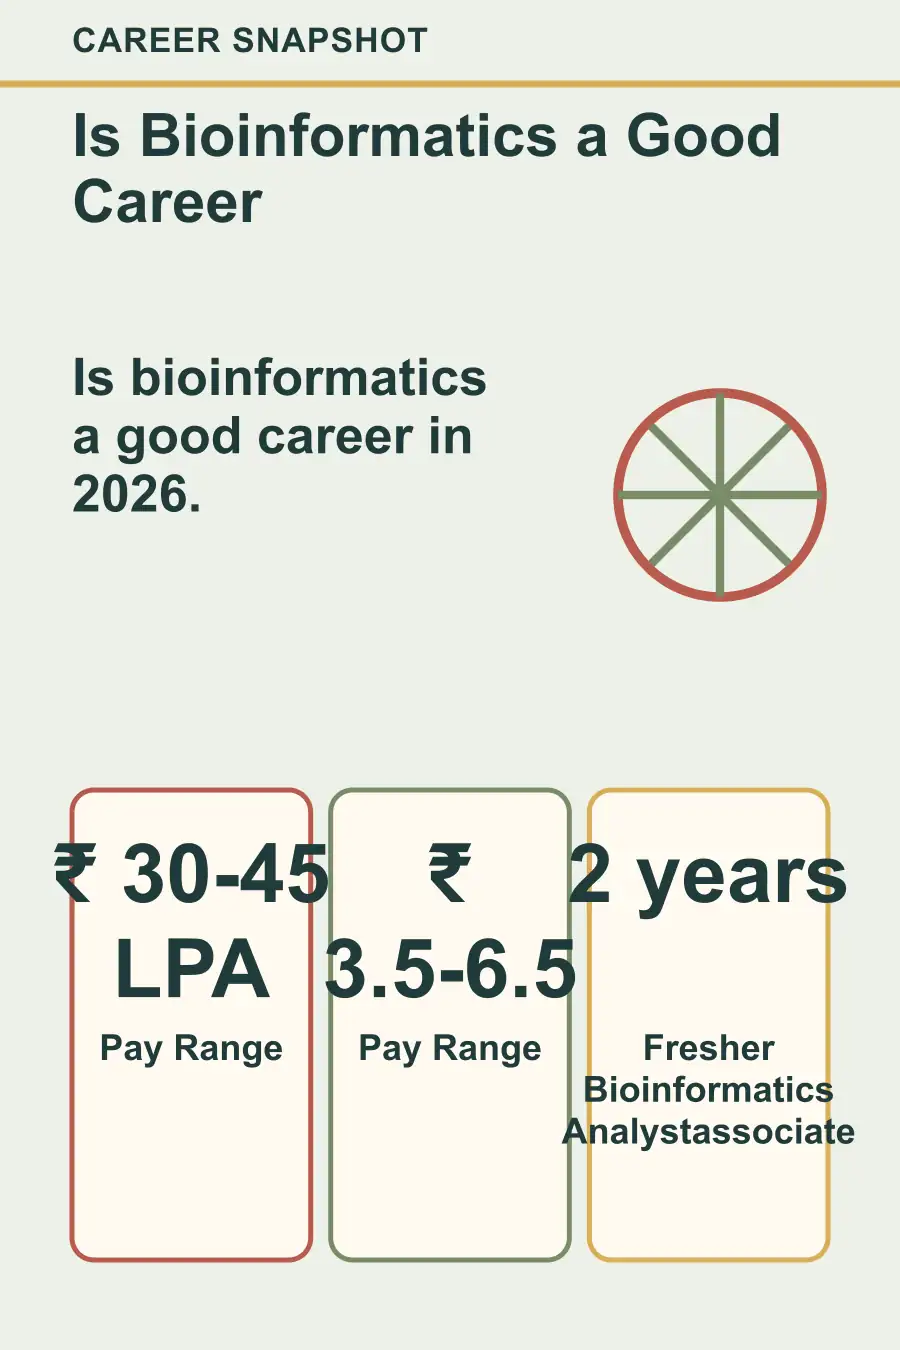 CAREER SNAPSHOT
Is Bioinformatics a Good
Career
Is bioinformatics
a good career in
2026.
₹ 30-45
LPA
Pay Range
₹
3.5-6.5
Pay Range
2 years
Fresher
Bioinformatics
Analystassociate